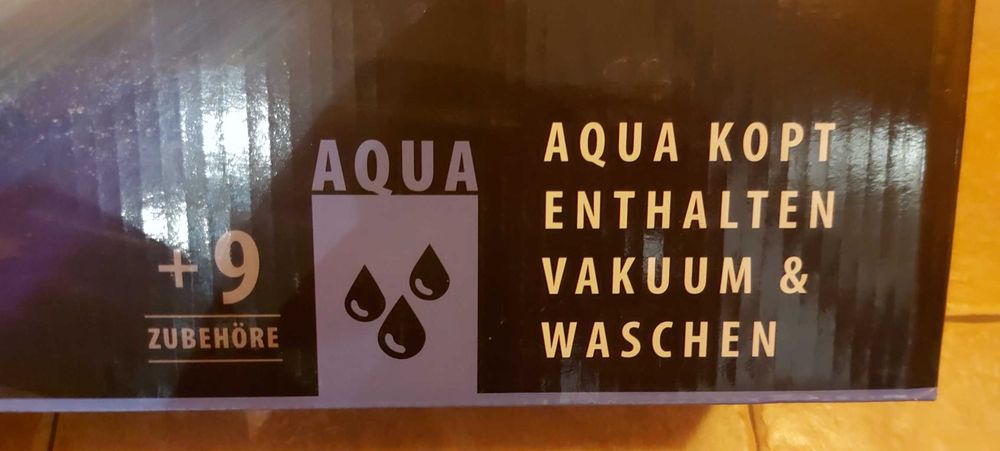 +9
ZUBEHÖRE
AQUA
AQUA KOPT
ENTHALTEN
VAKUUM &
WASCHEN